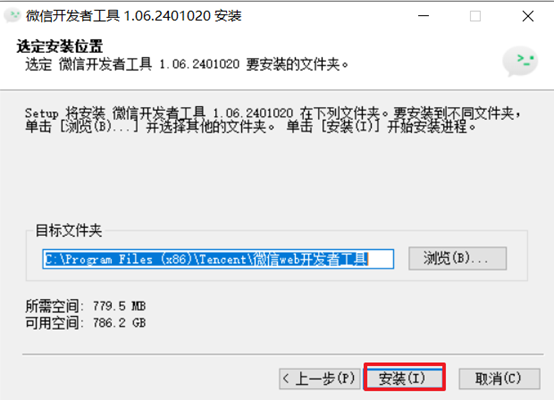 微信开发者工具 1.06.2401020 安装
选定安装位置
选定 微信开发者工具 1.06.2401020 要安装的文件夹。
>_
Setup 将安装 微信开发者工具 1.06.2401020 在下列文件夹。要安装到不同文件夹，
单击 [浏览(B)...] 并选择其他的文件夹。 单击 [安装(I)] 开始安装进程。
目标文件夹
C:\Program Files (x86)\Tencent\微信web开发者工具
浏览(B)...
所需空间: 779.5 MB
可用空间: 786.2 GB
< 上一步(P)
安装(I)
取消(C)